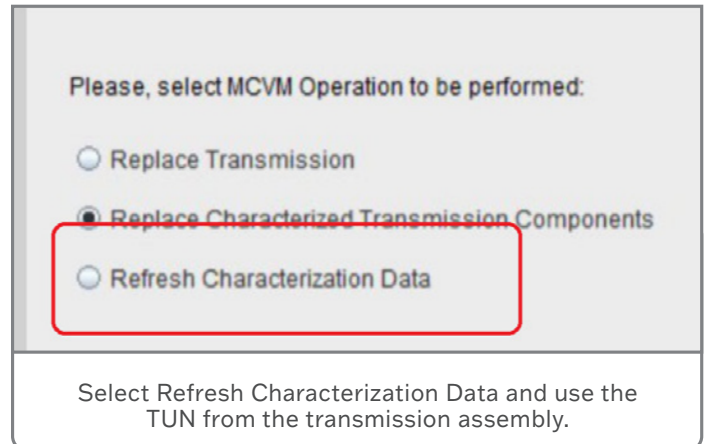 Please, select MCVM Operation to be performed:
Replace Transmission
Replace Characterized Transmission Components
Refresh Characterization Data
Select Refresh Characterization Data and use the
TUN from the transmission assembly.